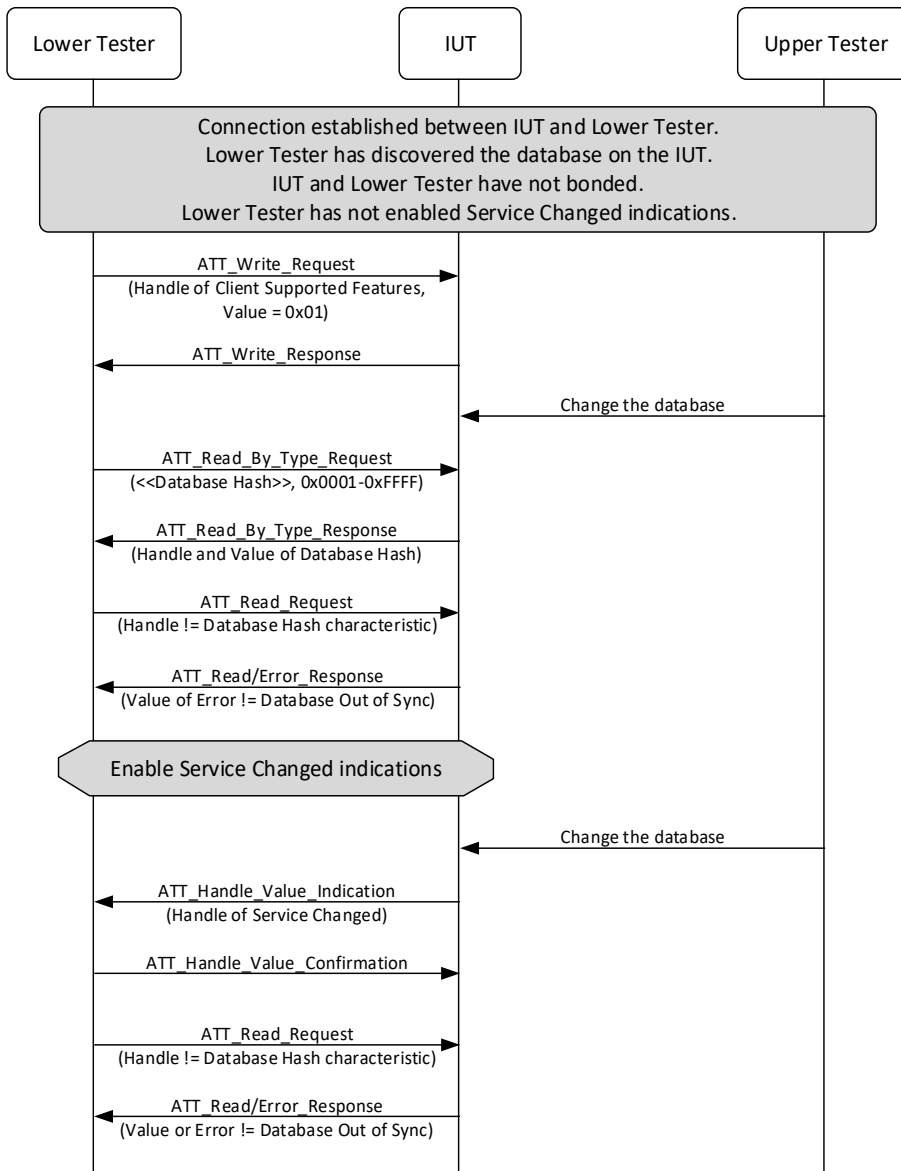 Lower Tester
IUT
Upper Tester
Connection established between IUT and Lower Tester.
Lower Tester has discovered the database on the IUT.
IUT and Lower Tester have not bonded.
Lower Tester has not enabled Service Changed indications.
ATT_Write_Request
(Handle of Client Supported Features,
Value = 0x01)
ATT_Write_Response
Change the database
ATT_Read_By_Type_Request
(<<Database Hash>>, 0x0001-0xFFFF)
ATT_Read_By_Type_Response
(Handle and Value of Database Hash)
ATT_Read_Request
(Handle != Database Hash characteristic)
ATT_Read/Error_Response
(Value of Error != Database Out of Sync)
Enable Service Changed indications
Change the database
ATT_Handle_Value_Indication
(Handle of Service Changed)
ATT_Handle_Value_Confirmation
ATT_Read_Request
(Handle != Database Hash characteristic)
ATT_Read/Error_Response
(Value or Error != Database Out of Sync)